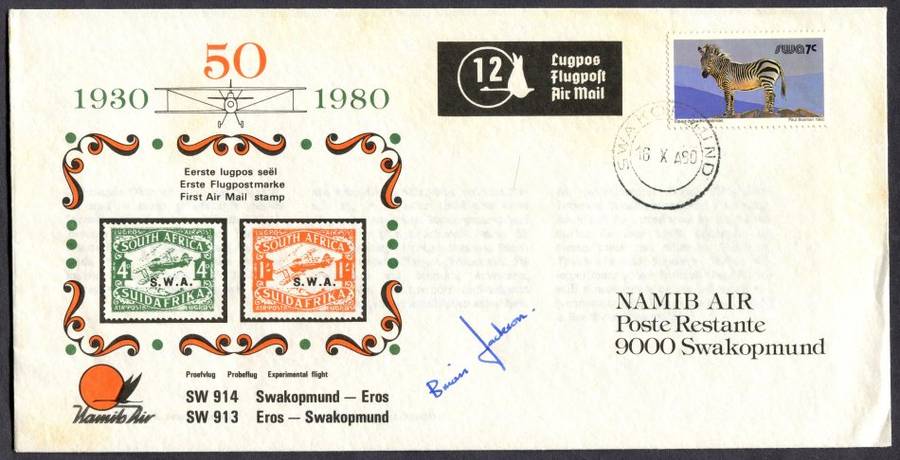 50
1930 1980
Eerste lugpos seël
Erste Flugpostmarke
First Air Mail stamp
SOUTH AFRICA
4d 4d
S.W.A.
SUIDAFRIKA
SOUTH AFRICA
1/- 1/-
S.W.A.
SUIDAFRIKA
Proefvlug Probeflug Experimental flight
SW 914 Swakopmund — Eros
SW 913 Eros — Swakopmund
Namib Air
12
Lugpos
Flugpost
Air Mail
swa 7c
SWAKOPMUND
16 X A80
Brian Jackson.
NAMIB AIR
Poste Restante
9000 Swakopmund